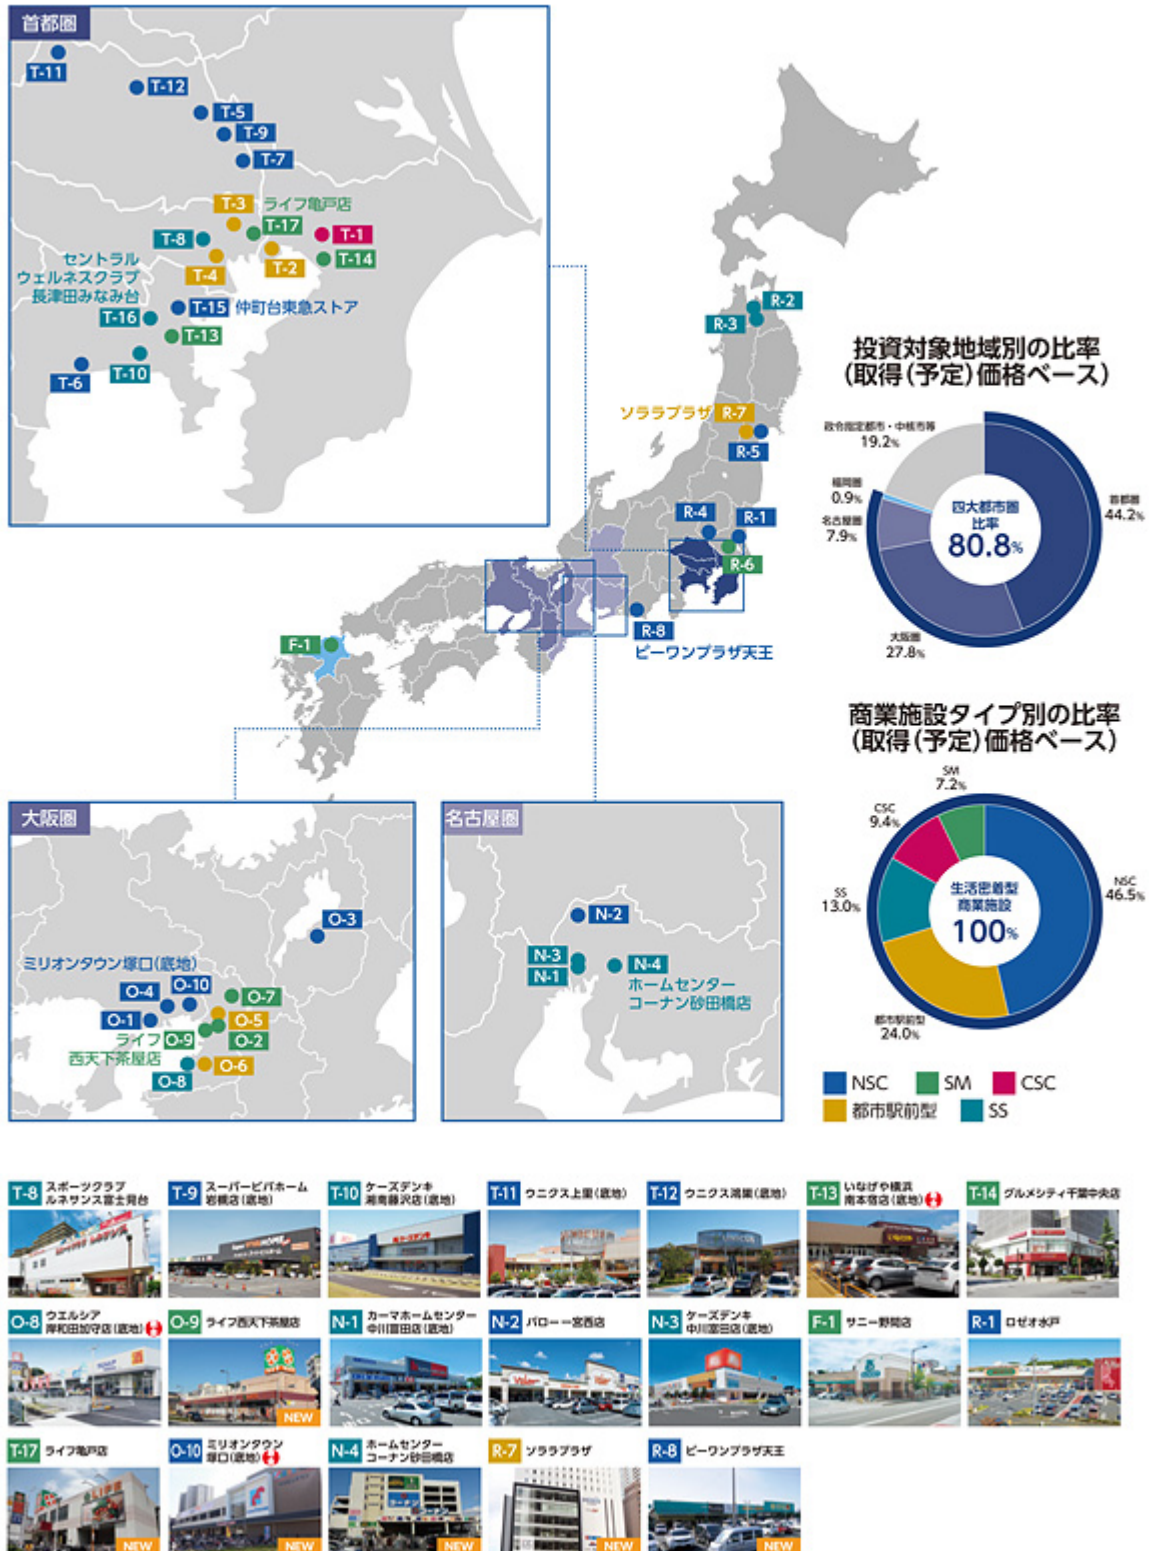 首都圏
T-11
T-12
T-5
T-9
T-7
T-3
ライフ亀戸店
T-17
T-1
T-8
T-2
T-14
T-4
セントラル
ウェルネスクラブ
長津田みなみ台
T-15 仲町台東急ストア
T-16
T-13
T-10
T-6
R-2
R-3
ソララプラザ R-7
R-5
R-4
R-1
R-6
R-8
ビーワンプラザ天王
F-1
投資対象地域別の比率
(取得(予定)価格ベース)
政令指定都市・中核市等
19.2%
福岡圏
0.9%
名古屋圏
7.9%
大阪圏
27.8%
首都圏
44.2%
四大都市圏
比率
80.8%
商業施設タイプ別の比率
(取得(予定)価格ベース)
SM
7.2%
CSC
9.4%
SS
13.0%
都市駅前型
24.0%
NSC
46.5%
生活密着型
商業施設
100%
NSC
SM
CSC
都市駅前型
SS
大阪圏
O-3
ミリオンタウン塚口(底地)
O-4
O-10
O-7
O-1
O-5
ライフ
西天下茶屋店
O-9
O-2
O-8
O-6
名古屋圏
N-2
N-3
N-1
N-4
ホームセンター
コーナン砂田橋店
T-8 スポーツクラブ
ルネサンス富士見台
T-9 スーパービバホーム
岩槻店(底地)
T-10 ケーズデンキ
湘南藤沢店(底地)
T-11 ウニクス上里(底地)
T-12 ウニクス鴻巣(底地)
T-13 いなげや横浜
南本宿店(底地)
T-14 グルメシティ千葉中央店
O-8 ウエルシア
岸和田加守店(底地)
O-9 ライフ西天下茶屋店
NEW
N-1 カーマホームセンター
中川富田店(底地)
N-2 バロー一宮西店
N-3 ケーズデンキ
中川富田店(底地)
F-1 サニー野間店
R-1 ロゼオ水戸
T-17 ライフ亀戸店
LIFE
NEW
O-10 ミリオンタウン
塚口(底地)
NEW
N-4 ホームセンター
コーナン砂田橋店
コーナン
NEW
R-7 ソララプラザ
NEW
R-8 ビーワンプラザ天王
NEW